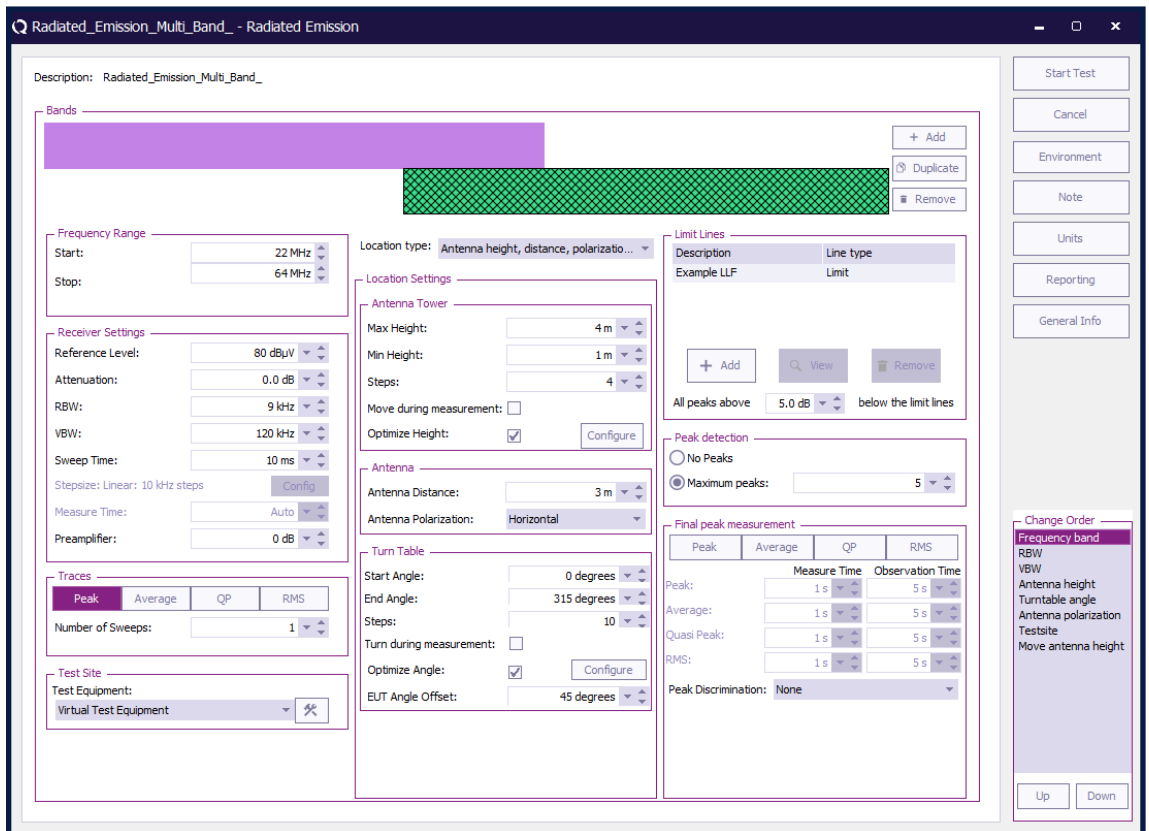 Radiated_Emission_Multi_Band_ - Radiated Emission
Description: Radiated_Emission_Multi_Band_
Bands
+ Add
Duplicate
Remove
Frequency Range
Start: 22 MHz
Stop: 64 MHz
Receiver Settings
Reference Level: 80 dBµV
Attenuation: 0.0 dB
RBW: 9 kHz
VBW: 120 kHz
Sweep Time: 10 ms
Stepsize: Linear: 10 kHz steps Config
Measure Time: Auto
Preamplifier: 0 dB
Traces
Peak Average QP RMS
Number of Sweeps: 1
Test Site
Test Equipment:
Virtual Test Equipment
Location type: Antenna height, distance, polarizatio...
Location Settings
Antenna Tower
Max Height: 4 m
Min Height: 1 m
Steps: 4
Move during measurement:
Optimize Height: Configure
Antenna
Antenna Distance: 3 m
Antenna Polarization: Horizontal
Turn Table
Start Angle: 0 degrees
End Angle: 315 degrees
Steps: 10
Turn during measurement:
Optimize Angle: Configure
EUT Angle Offset: 45 degrees
Limit Lines
Description Line type
Example LLF Limit
+ Add View Remove
All peaks above 5.0 dB below the limit lines
Peak detection
No Peaks
Maximum peaks: 5
Final peak measurement
Peak Average QP RMS
Measure Time Observation Time
Peak: 1 s 5 s
Average: 1 s 5 s
Quasi Peak: 1 s 5 s
RMS: 1 s 5 s
Peak Discrimination: None
Start Test
Cancel
Environment
Note
Units
Reporting
General Info
Change Order
Frequency band
RBW
VBW
Antenna height
Turntable angle
Antenna polarization
Testsite
Move antenna height
Up Down